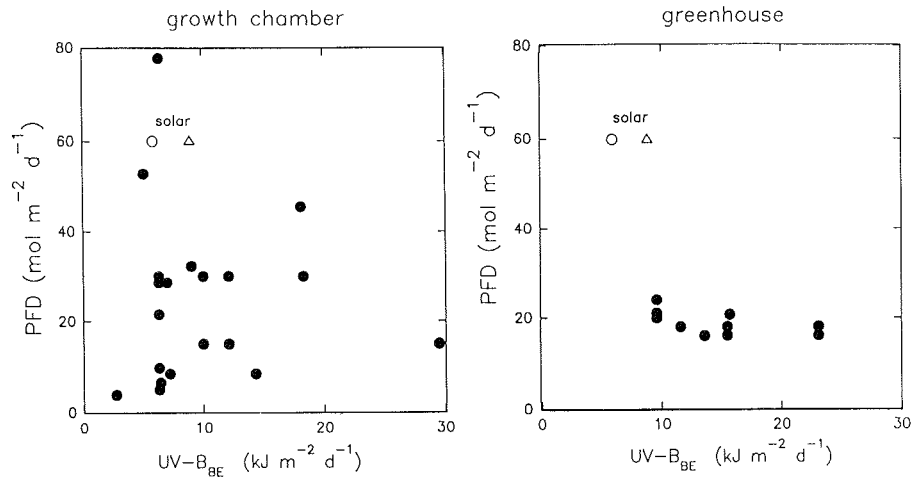 growth chamber
PFD (mol m⁻² d⁻¹)
80
60
40
20
0
solar
0
10
20
30
UV-B_BE (kJ m⁻² d⁻¹)
greenhouse
PFD (mol m⁻² d⁻¹)
80
60
40
20
0
solar
0
10
20
30
UV-B_BE (kJ m⁻² d⁻¹)